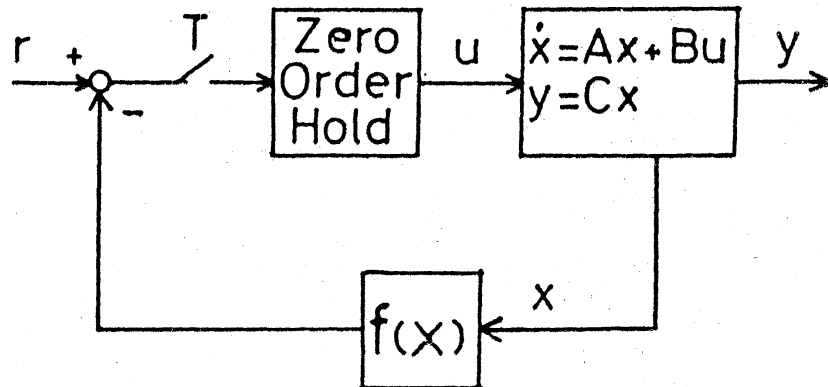 r
+
-
T
Zero
Order
Hold
u
ẋ=Ax+Bu
y=Cx
y
x
f(x)